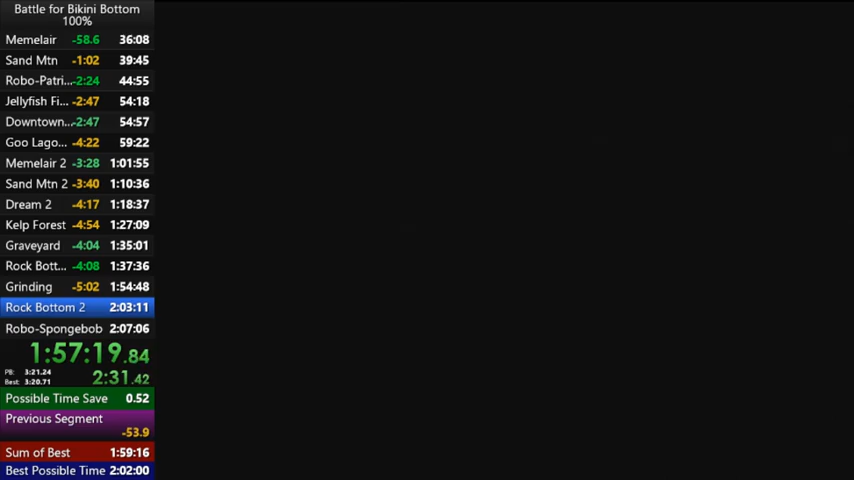 Battle for Bikini Bottom
100%
Memelair -58.6 36:08
Sand Mtn -1:02 39:45
Robo-Patri... -2:24 44:55
Jellyfish Fi... -2:47 54:18
Downtown... -2:47 54:57
Goo Lago... -4:22 59:22
Memelair 2 -3:28 1:01:55
Sand Mtn 2 -3:40 1:10:36
Dream 2 -4:17 1:18:37
Kelp Forest -4:54 1:27:09
Graveyard -4:04 1:35:01
Rock Bott... -4:08 1:37:36
Grinding -5:02 1:54:48
Rock Bottom 2 2:03:11
Robo-Spongebob 2:07:06
1:57:19.84
PB: 3:21.24
Best: 3:20.71
2:31.42
Possible Time Save 0.52
Previous Segment
-53.9
Sum of Best 1:59:16
Best Possible Time 2:02:00